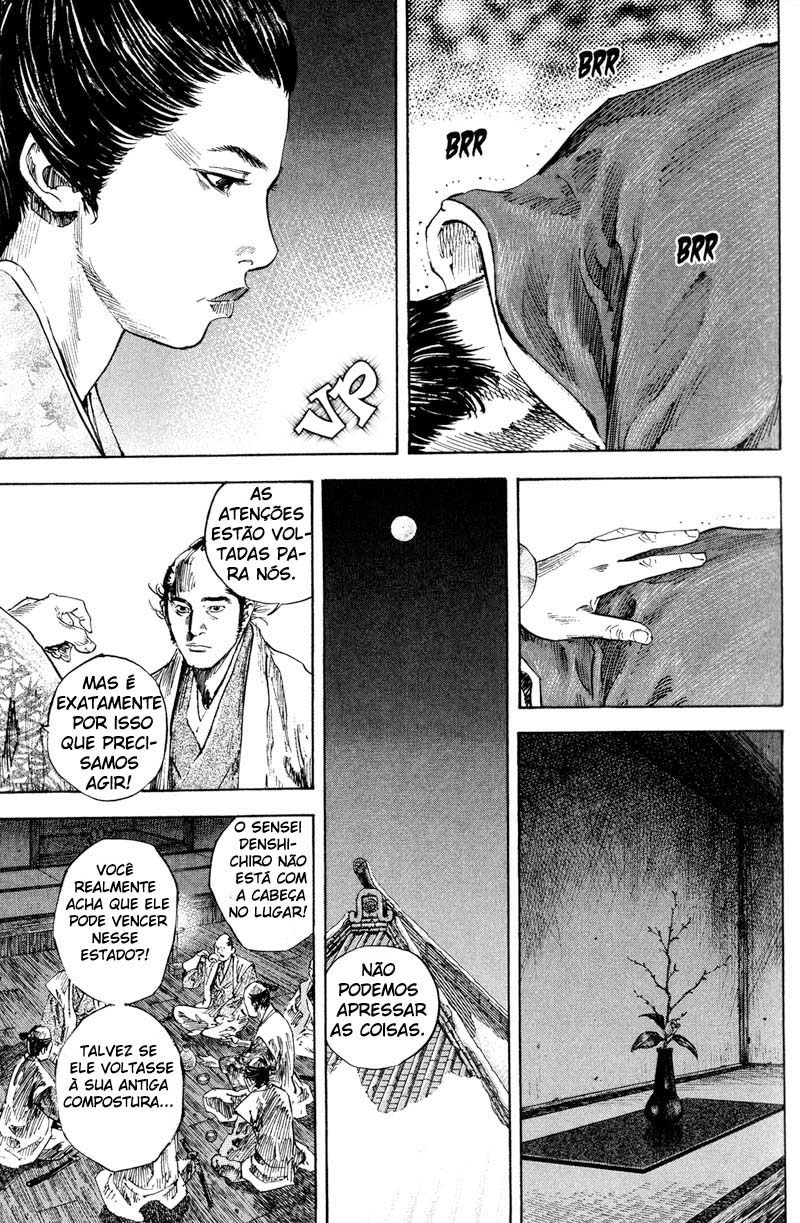 BRR
BRR
BRR
VP
NÃO
PODEMOS
APRESSAR
AS COISAS.
AS
ATENÇÕES
ESTÃO VOL-
TADAS PA-
RA NÓS.
MAS É
EXATAMENTE
POR ISSO
QUE PRECI-
SAMOS
AGIR!
O SENSEI
DENSHI-
CHIRO NÃO
ESTÁ COM
A CABEÇA
NO LUGAR!
VOCÊ
REALMENTE
ACHA QUE ELE
PODE VENCER
NESSE
ESTADO?!
TALVEZ SE
ELE VOLTASSE
À SUA ANTIGA
COMPOSTURA...